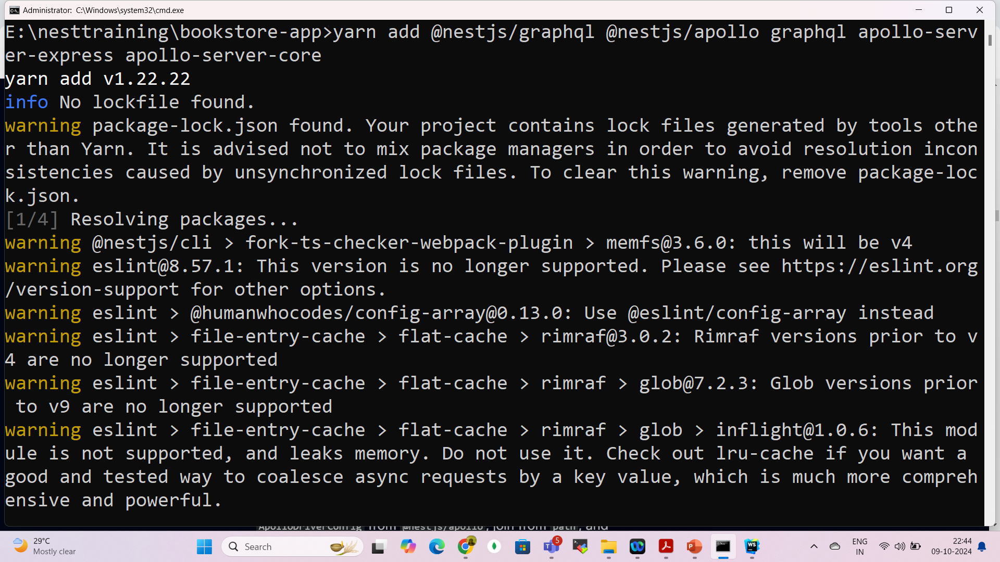 Administrator: C:\Windows\system32\cmd.exe
E:\nesttraining\bookstore-app>yarn add @nestjs/graphql @nestjs/apollo graphql apollo-serv
er-express apollo-server-core
yarn add v1.22.22
info No lockfile found.
warning package-lock.json found. Your project contains lock files generated by tools othe
r than Yarn. It is advised not to mix package managers in order to avoid resolution incon
sistencies caused by unsynchronized lock files. To clear this warning, remove package-loc
k.json.
[1/4] Resolving packages...
warning @nestjs/cli > fork-ts-checker-webpack-plugin > memfs@3.6.0: this will be v4
warning eslint@8.57.1: This version is no longer supported. Please see https://eslint.org
/version-support for other options.
warning eslint > @humanwhocodes/config-array@0.13.0: Use @eslint/config-array instead
warning eslint > file-entry-cache > flat-cache > rimraf@3.0.2: Rimraf versions prior to v
4 are no longer supported
warning eslint > file-entry-cache > flat-cache > rimraf > glob@7.2.3: Glob versions prior
 to v9 are no longer supported
warning eslint > file-entry-cache > flat-cache > rimraf > glob > inflight@1.0.6: This mod
ule is not supported, and leaks memory. Do not use it. Check out lru-cache if you want a
good and tested way to coalesce async requests by a key value, which is much more compreh
ensive and powerful.
ApolloDriverConfig from @nestjs/apollo, join from path, and
29°C
Mostly clear
Search
5
WS
ENG
IN
22:44
09-10-2024